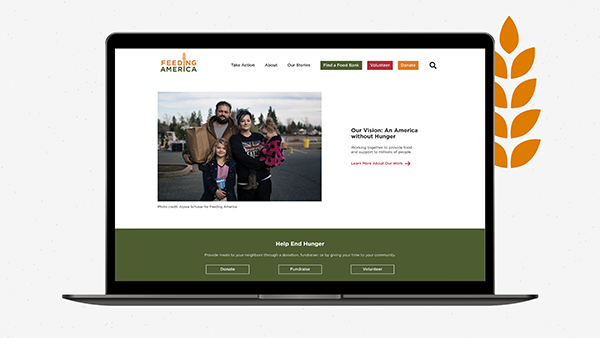 FEEDING
AMERICA
Take Action About Our Stories Find a Food Bank Volunteer Donate
Our Vision: An America
without Hunger
Working together to provide food
and support to millions of people.
Learn More About Our Work
Photo credit: Alyssa Schukar for Feeding America
Help End Hunger
Provide meals to your neighbors through a donation, fundraiser, or by giving your time to your community.
Donate Fundraise Volunteer